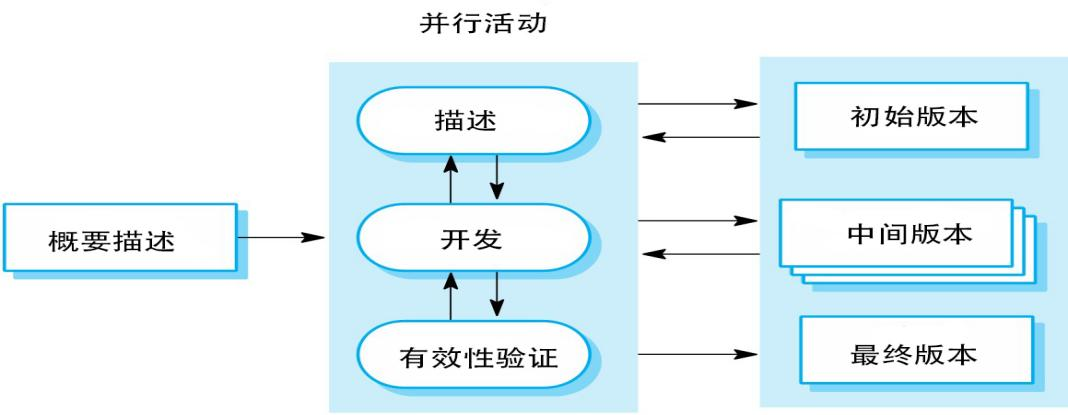 并行活动
描述
初始版本
概要描述
开发
中间版本
有效性验证
最终版本